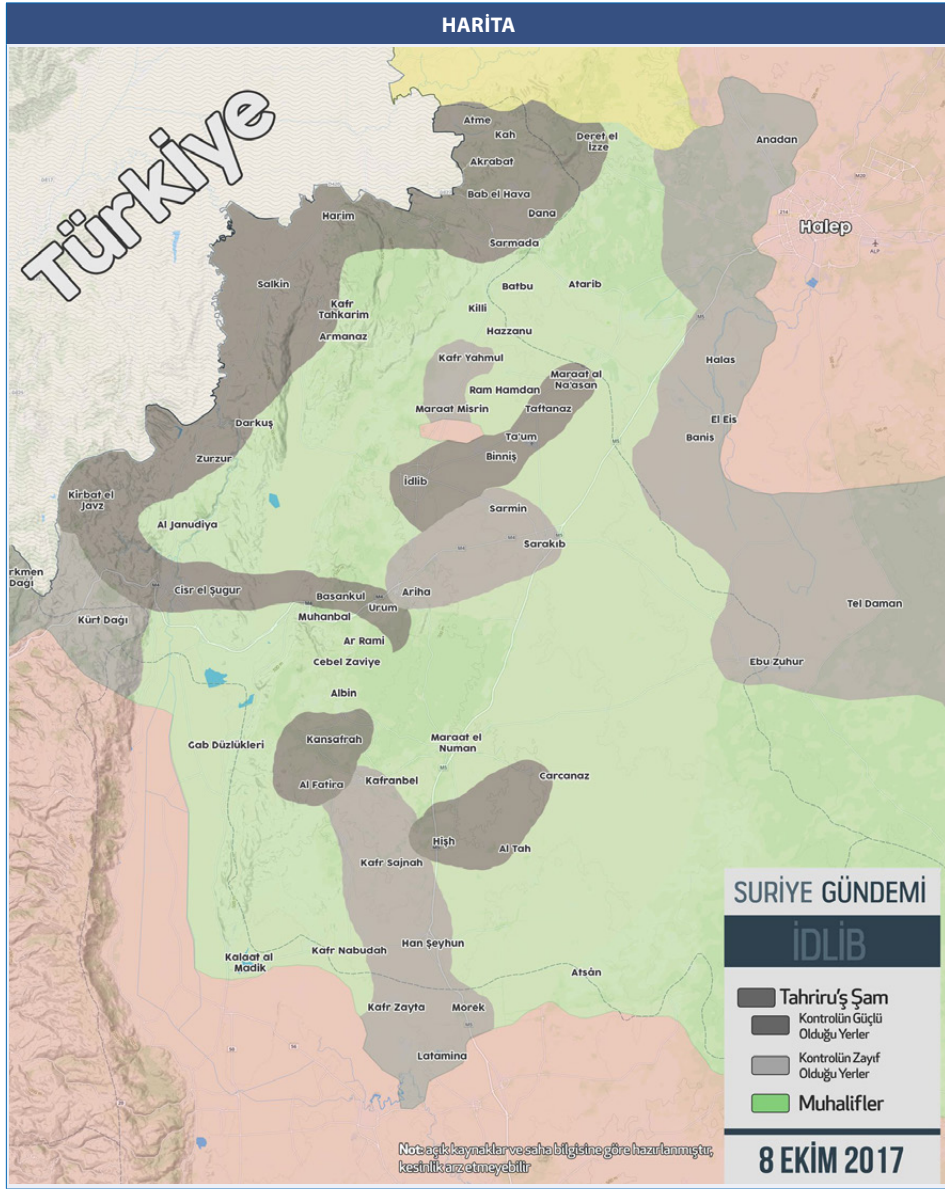 HARİTA
Türkiye
Atme
Kah
Deret el
İzze
Anadan
Akrabat
Bab el Hava
Harim
Dana
Halep
Sarmada
Salkin
Batbu
Atarib
Kafr
Tahkarim
Killi
Armanaz
Hazzanu
Kafr Yahmul
Halas
Maraat al
Na'asan
Ram Hamdan
Maraat Misrin
Taftanaz
Darkuş
El Eis
Ta'um
Banis
Zurzur
Binniş
İdlib
Kirbat el
Javz
Sarmin
Al Janudiya
Sarakıb
rkmen
Dağı
Cisr el Şugur
Basankul
Ariha
Urum
Tel Daman
Kürt Dağı
Muhanbal
Ar Rami
Cebel Zaviye
Ebu Zuhur
Albin
Kansafrah
Gab Düzlükleri
Maraat el
Numan
Al Fatira
Kafranbel
Carcanaz
Hişh
Al Tah
Kafr Sajnah
Han Şeyhun
Kafr Nabudah
Kalaat al
Madik
Atsân
Kafr Zayta
Morek
Latamina
SURİYE GÜNDEMİ
İDLİB
Tahriru'ş Şam
Kontrolün Güçlü
Olduğu Yerler
Kontrolün Zayıf
Olduğu Yerler
Muhalifler
8 EKİM 2017
Not: açık kaynaklar ve saha bilgisine göre hazırlanmıştır,
kesinlik arz etmeyebilir